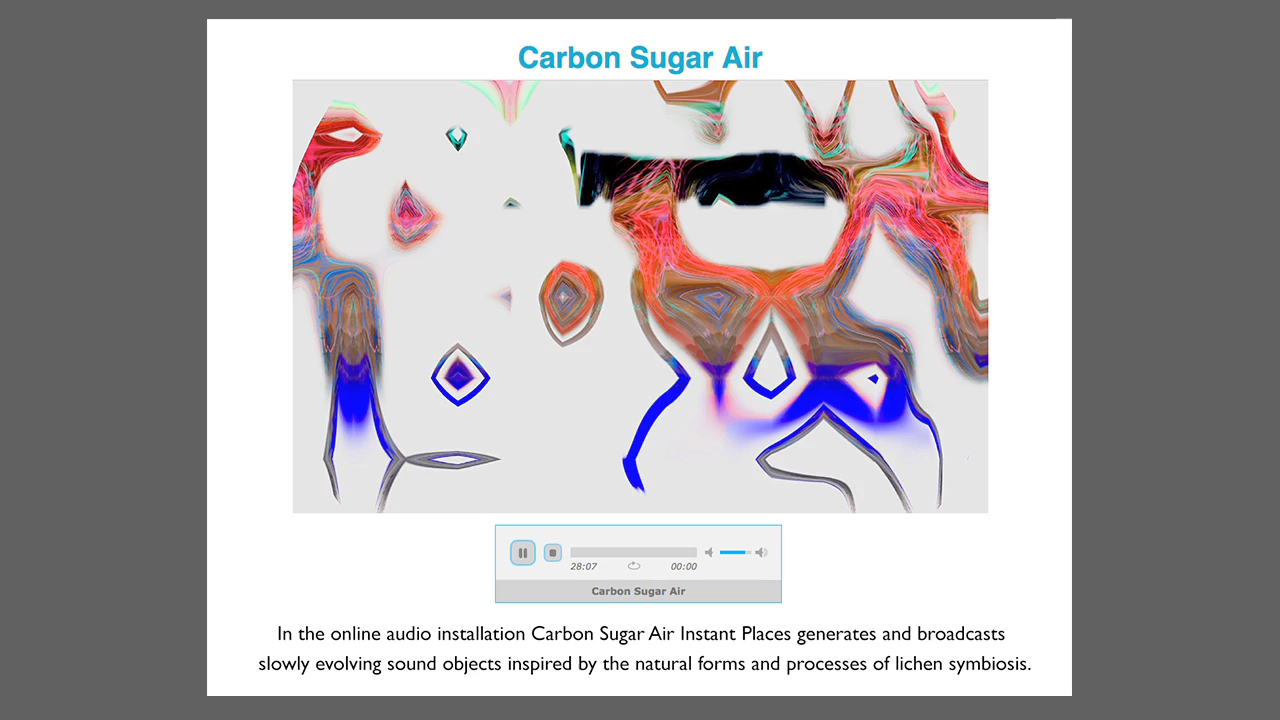 Carbon Sugar Air
28:07 00:00
Carbon Sugar Air
In the online audio installation Carbon Sugar Air Instant Places generates and broadcasts
slowly evolving sound objects inspired by the natural forms and processes of lichen symbiosis.